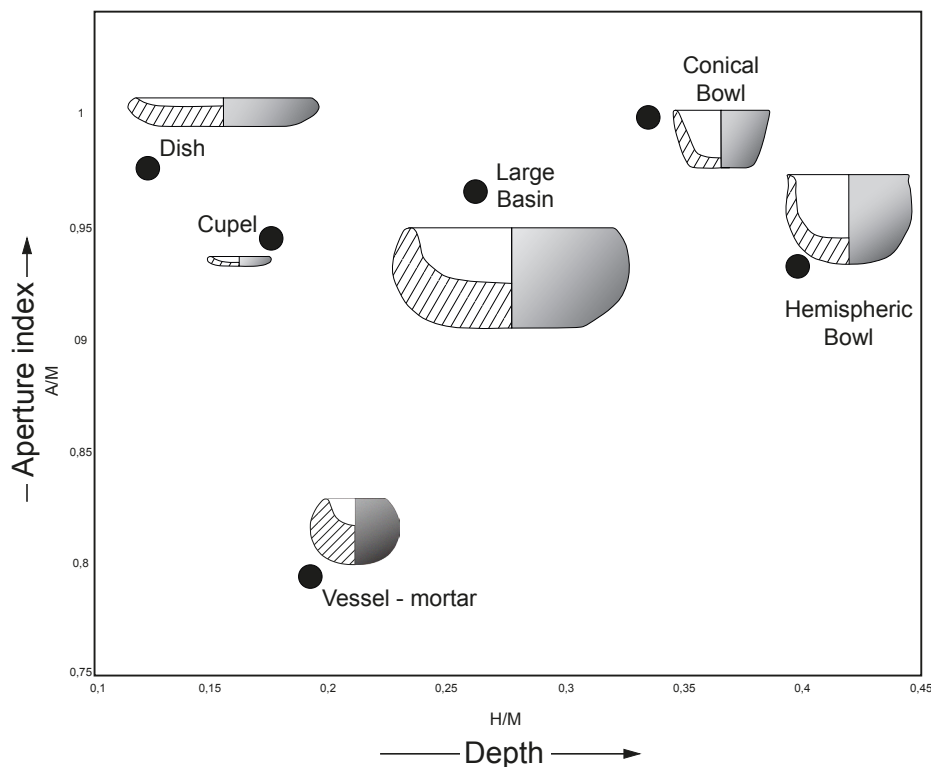 Conical
Bowl
1
Dish
Large
Basin
Cupel
0,95
Hemispheric
Bowl
09
Aperture index
A/M
0,85
0,8
Vessel - mortar
0,75
0,1 0,15 0,2 0,25 0,3 0,35 0,4 0,45
H/M
Depth